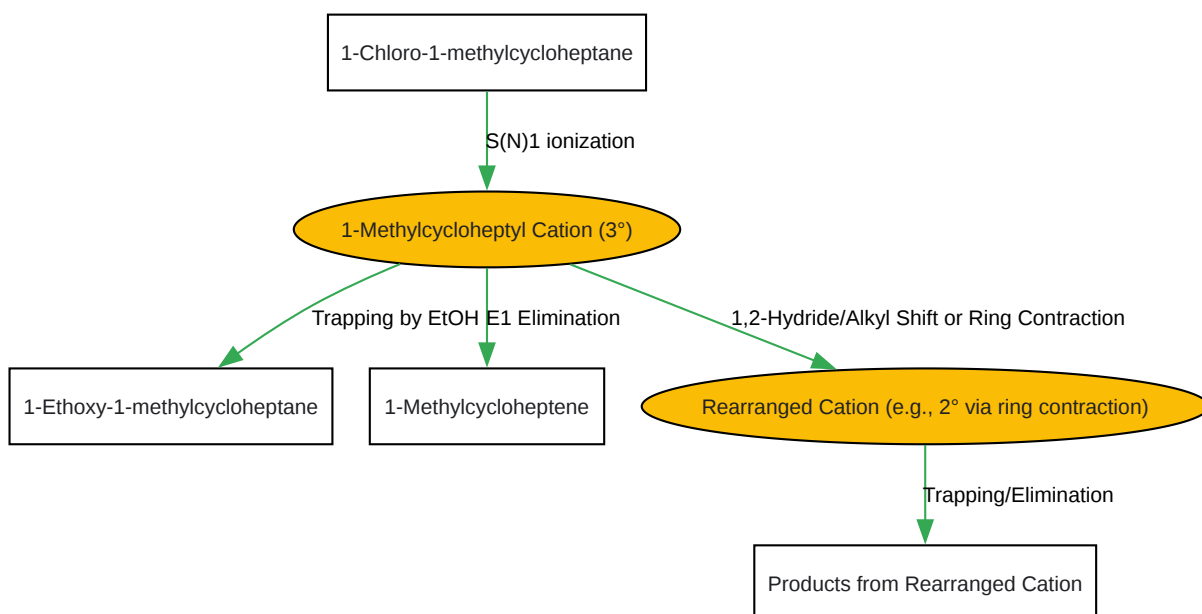 1-Chloro-1-methylcycloheptane
S(N)1 ionization
1-Methylcycloheptyl Cation (3°)
Trapping by EtOH
E1 Elimination
1,2-Hydride/Alkyl Shift or Ring Contraction
1-Ethoxy-1-methylcycloheptane
1-Methylcycloheptene
Rearranged Cation (e.g., 2° via ring contraction)
Trapping/Elimination
Products from Rearranged Cation